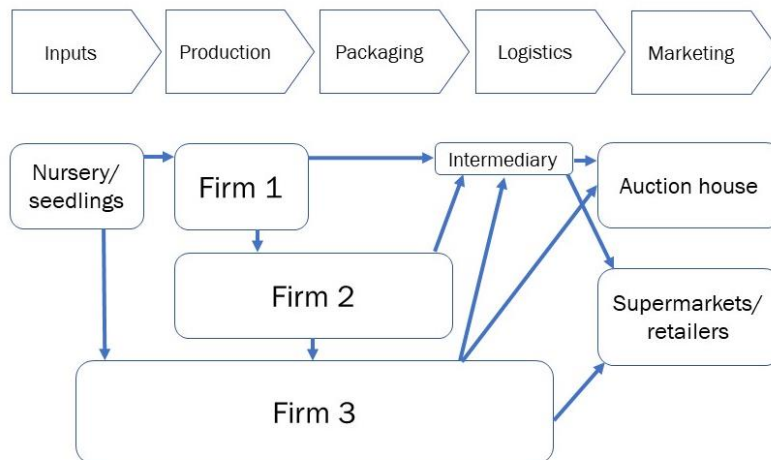 Inputs
Production
Packaging
Logistics
Marketing
Nursery/
seedlings
Firm 1
Intermediary
Auction house
Firm 2
Supermarkets/
retailers
Firm 3